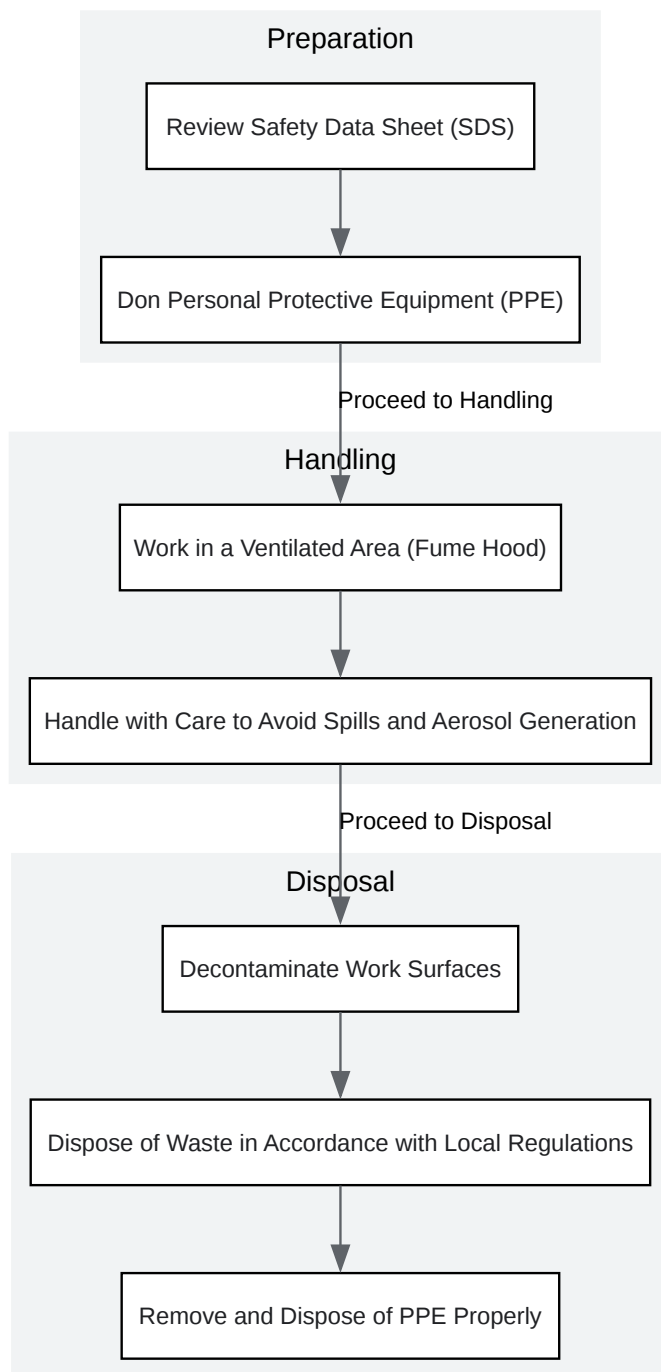 Preparation
Review Safety Data Sheet (SDS)
Don Personal Protective Equipment (PPE)
Proceed to Handling
Handling
Work in a Ventilated Area (Fume Hood)
Handle with Care to Avoid Spills and Aerosol Generation
Proceed to Disposal
Disposal
Decontaminate Work Surfaces
Dispose of Waste in Accordance with Local Regulations
Remove and Dispose of PPE Properly